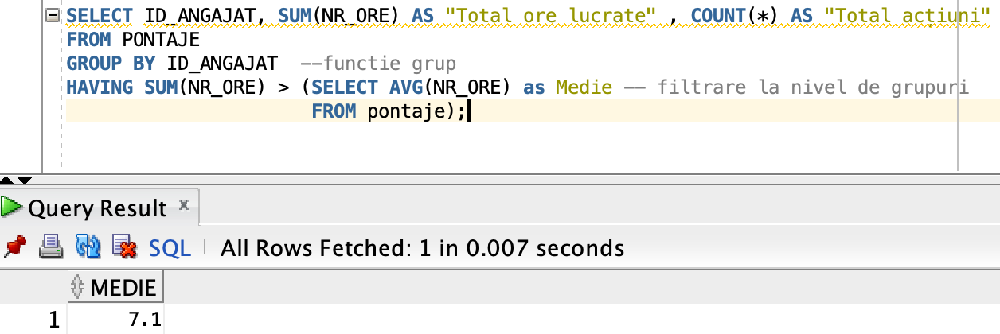 SELECT ID_ANGAJAT, SUM(NR_ORE) AS "Total ore lucrate" , COUNT(*) AS "Total acțiuni"
FROM PONTAJE
GROUP BY ID_ANGAJAT  --functie grup
HAVING SUM(NR_ORE) > (SELECT AVG(NR_ORE) as Medie -- filtrare la nivel de grupuri
FROM pontaje);
Query Result x
SQL | All Rows Fetched: 1 in 0.007 seconds
MEDIE
1 7.1